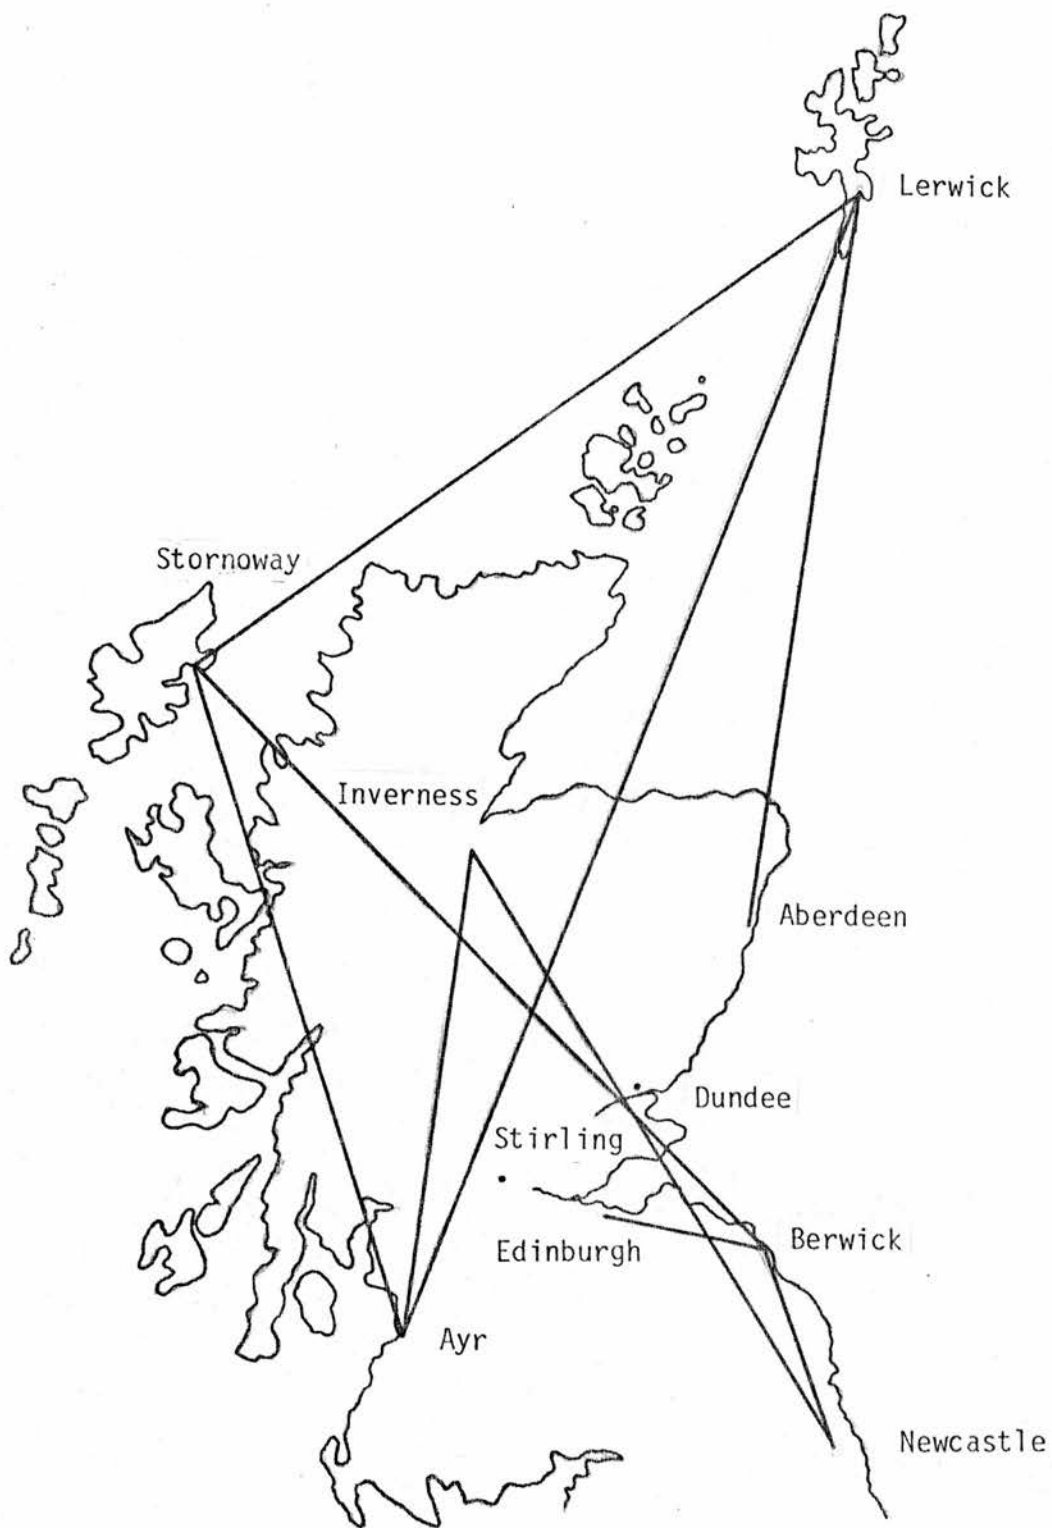 Lerwick
Stornoway
Inverness
Aberdeen
Dundee
Stirling
Berwick
Edinburgh
Ayr
Newcastle